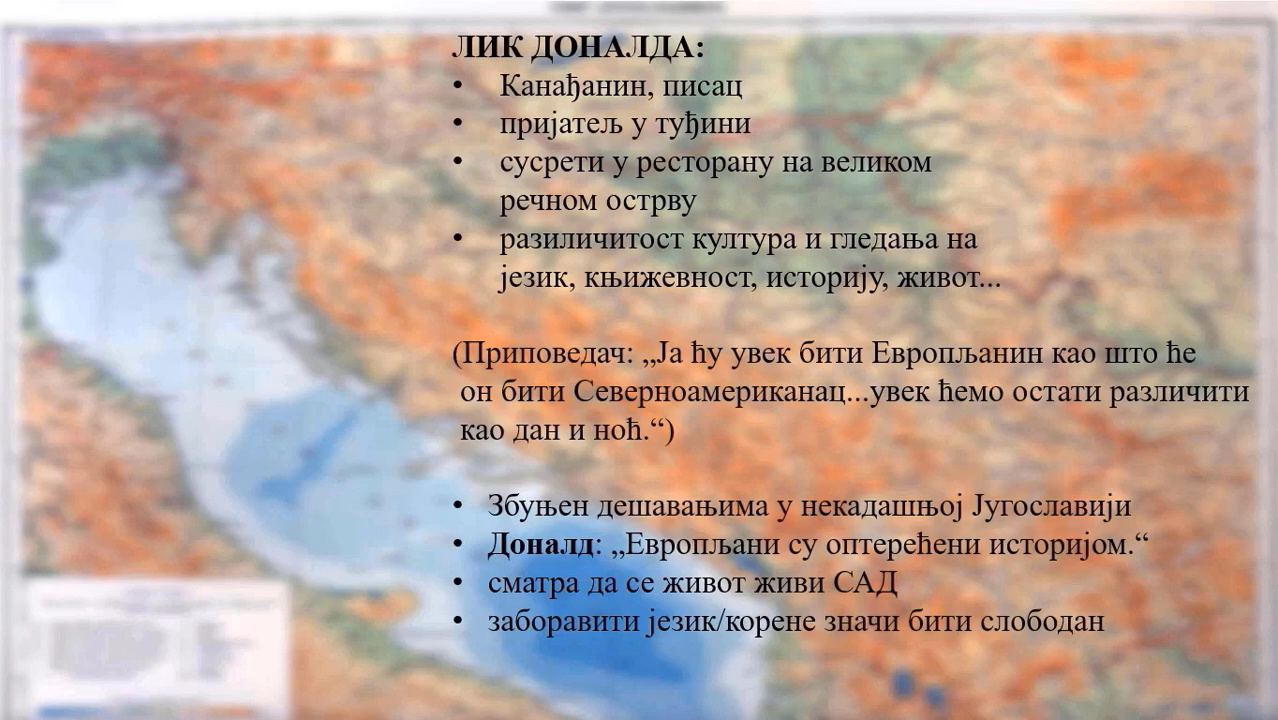 ЛИК ДОНАЛДА:
• Канађанин, писац
• пријатељ у туђини
• сусрети у ресторану на великом
речном острву
• разиличитост култура и гледања на
језик, књижевност, историју, живот...
(Приповедач: „Ја ћу увек бити Европљанин као што ће
он бити Северноамериканац...увек ћемо остати различити
као дан и ноћ.“)
• Збуњен дешавањима у некадашњој Југославији
• Доналд: „Европљани су оптерећени историјом.“
• сматра да се живот живи САД
• заборавити језик/корене значи бити слободан